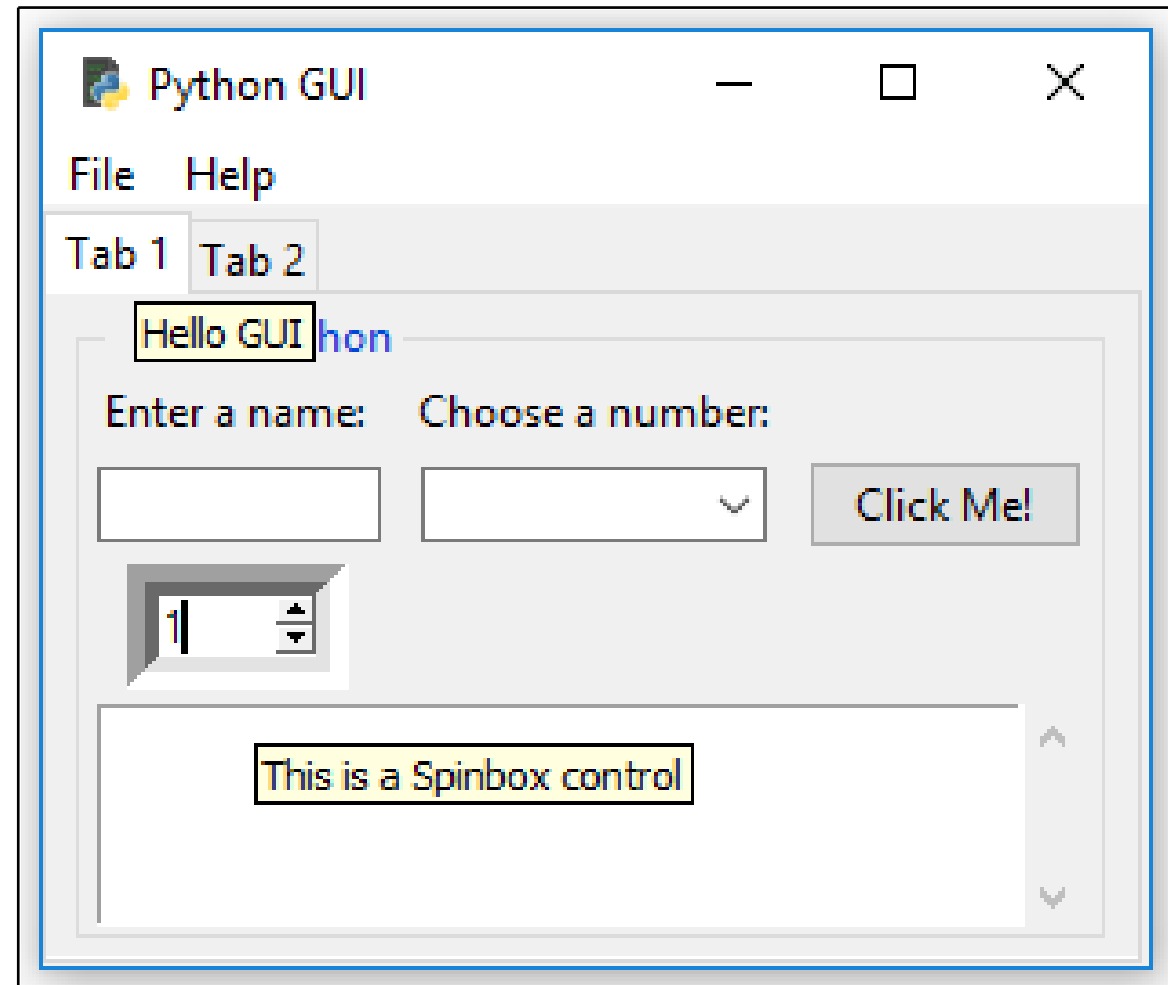 Python GUI
File Help
Tab 1 Tab 2
Hello GUI hon
Enter a name: Choose a number:
Click Me!
1
This is a Spinbox control